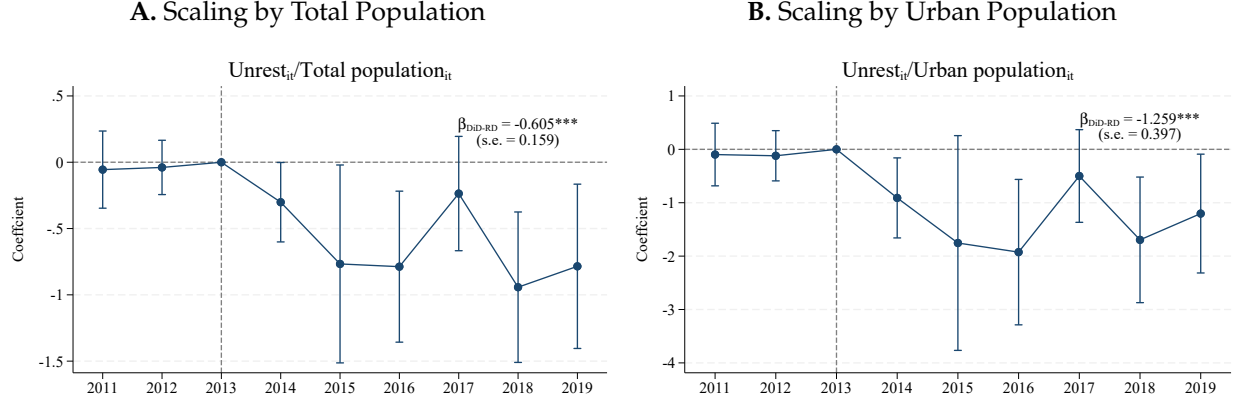 A. Scaling by Total Population
Unrest_it/Total population_it
β_DiD-RD = -0.605***
(s.e. = 0.159)
Coefficient
.5
0
-.5
-1
-1.5
2011 2012 2013 2014 2015 2016 2017 2018 2019
B. Scaling by Urban Population
Unrest_it/Urban population_it
β_DiD-RD = -1.259***
(s.e. = 0.397)
Coefficient
1
0
-1
-2
-3
-4
2011 2012 2013 2014 2015 2016 2017 2018 2019